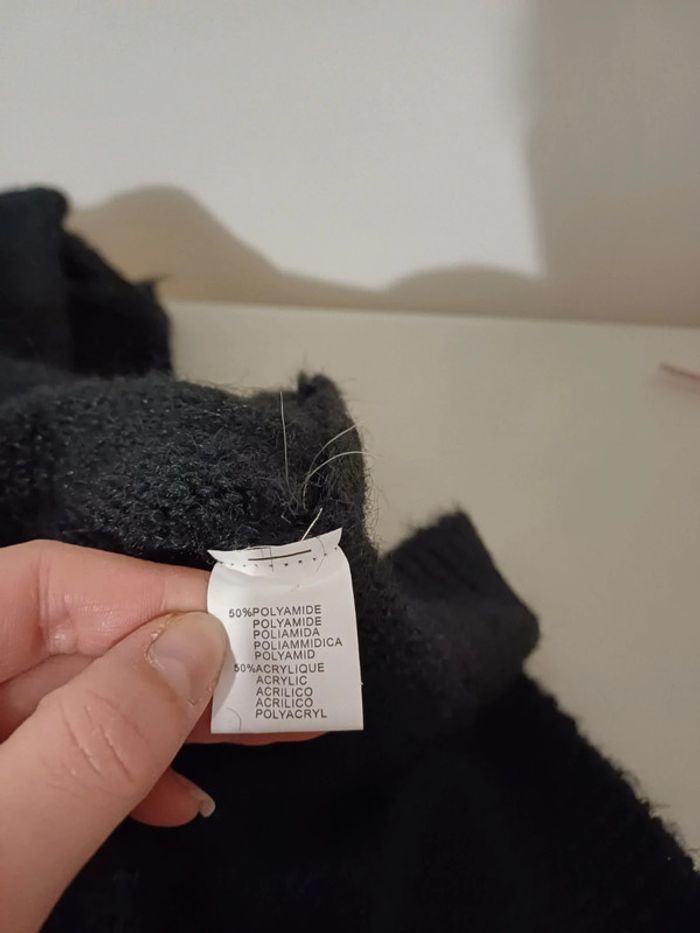 50%POLYAMIDE
POLYAMIDE
POLIAMIDA
POLIAMMIDICA
POLYAMID
50%ACRYLIQUE
ACRYLIC
ACRILICO
ACRILICO
POLYACRYL